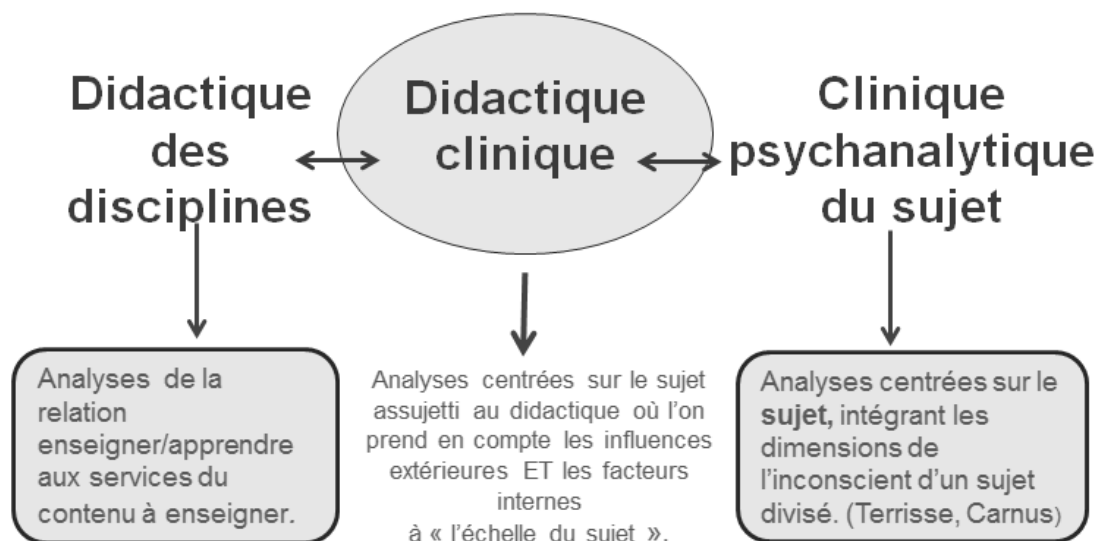 Didactique
des
disciplines
Didactique
clinique
Clinique
psychanalytique
du sujet
Analyses de la
relation
enseigner/apprendre
aux services du
contenu à enseigner.
Analyses centrées sur le sujet
assujetti au didactique où l'on
prend en compte les influences
extérieures ET les facteurs
internes
à « l'échelle du sujet ».
Analyses centrées sur le
sujet, intégrant les
dimensions de
l'inconscient d'un sujet
divisé. (Terrisse, Carnus)